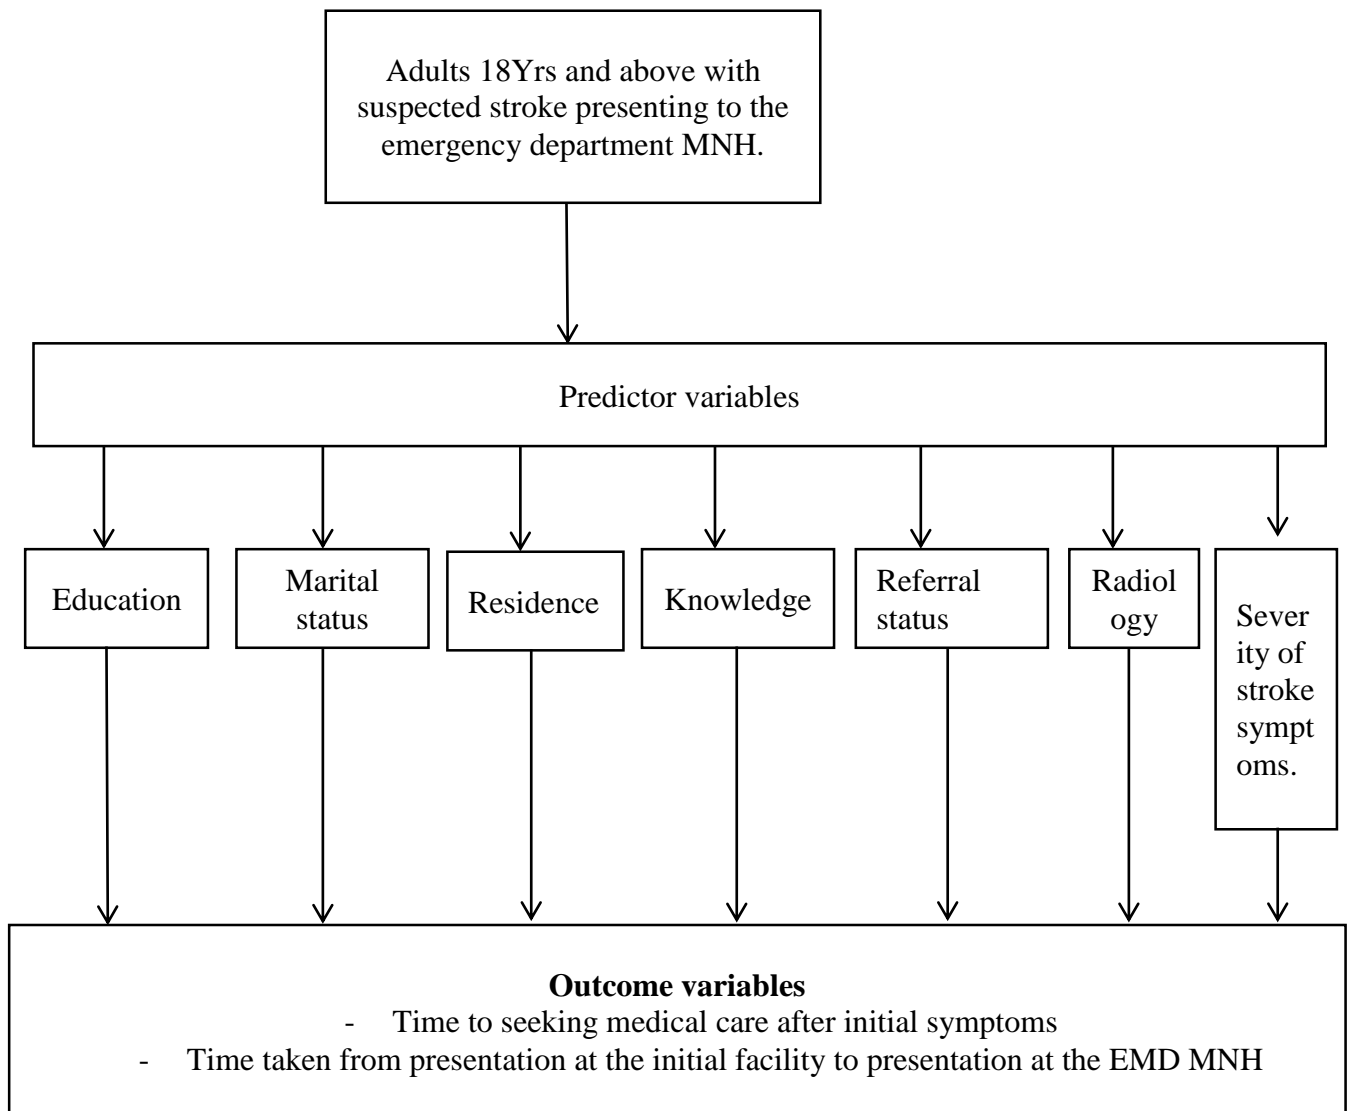 Adults 18Yrs and above with
suspected stroke presenting to the
emergency department MNH.
Predictor variables
Education
Marital
status
Residence
Knowledge
Referral
status
Radiol
ogy
Sever
ity of
stroke
sympt
oms.
Outcome variables
- Time to seeking medical care after initial symptoms
- Time taken from presentation at the initial facility to presentation at the EMD MNH